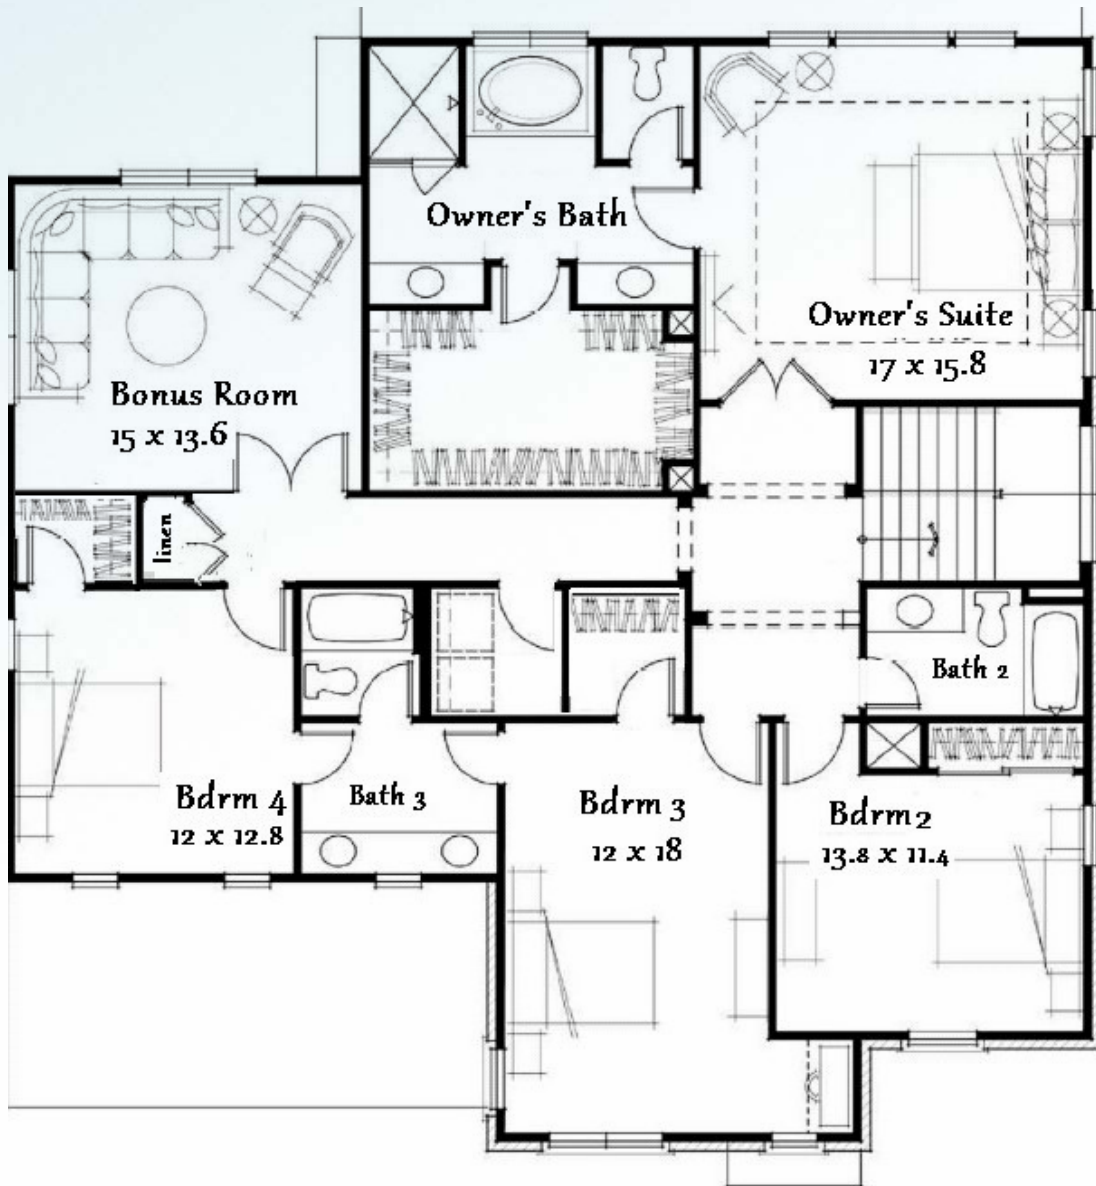 Owner's Bath
Owner's Suite
17 x 15.8
Bonus Room
15 x 13.6
linen
Bath 2
Bdrm 4
12 x 12.8
Bath 3
Bdrm 3
12 x 18
Bdrm 2
13.8 x 11.4